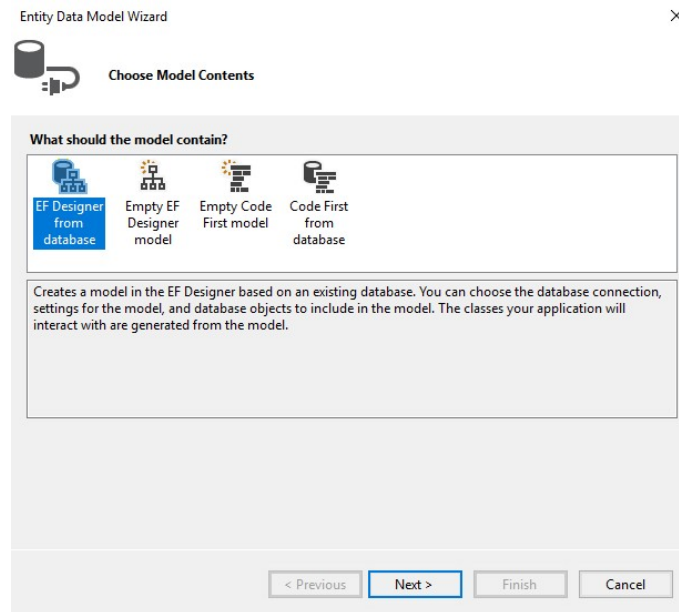 Entity Data Model Wizard
Choose Model Contents
What should the model contain?
EF Designer
from
database
Empty EF
Designer
model
Empty Code
First model
Code First
from
database
Creates a model in the EF Designer based on an existing database. You can choose the database connection,
settings for the model, and database objects to include in the model. The classes your application will
interact with are generated from the model.
< Previous
Next >
Finish
Cancel